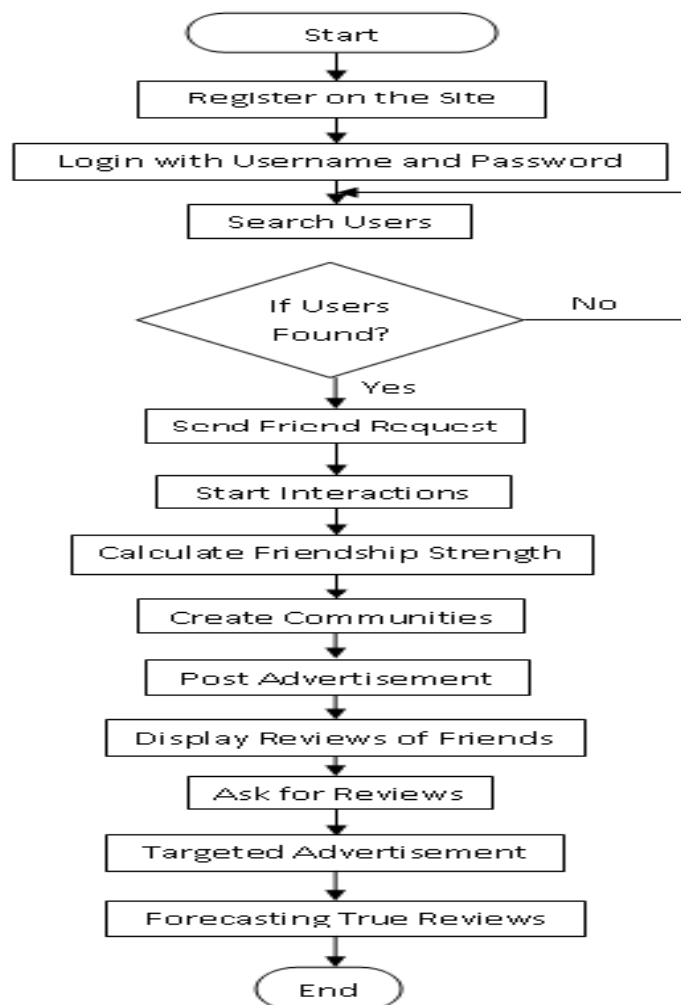 Start
Register on the Site
Login with Username and Password
Search Users
If Users
Found?
No
Yes
Send Friend Request
Start Interactions
Calculate Friendship Strength
Create Communities
Post Advertisement
Display Reviews of Friends
Ask for Reviews
Targeted Advertisement
Forecasting True Reviews
End